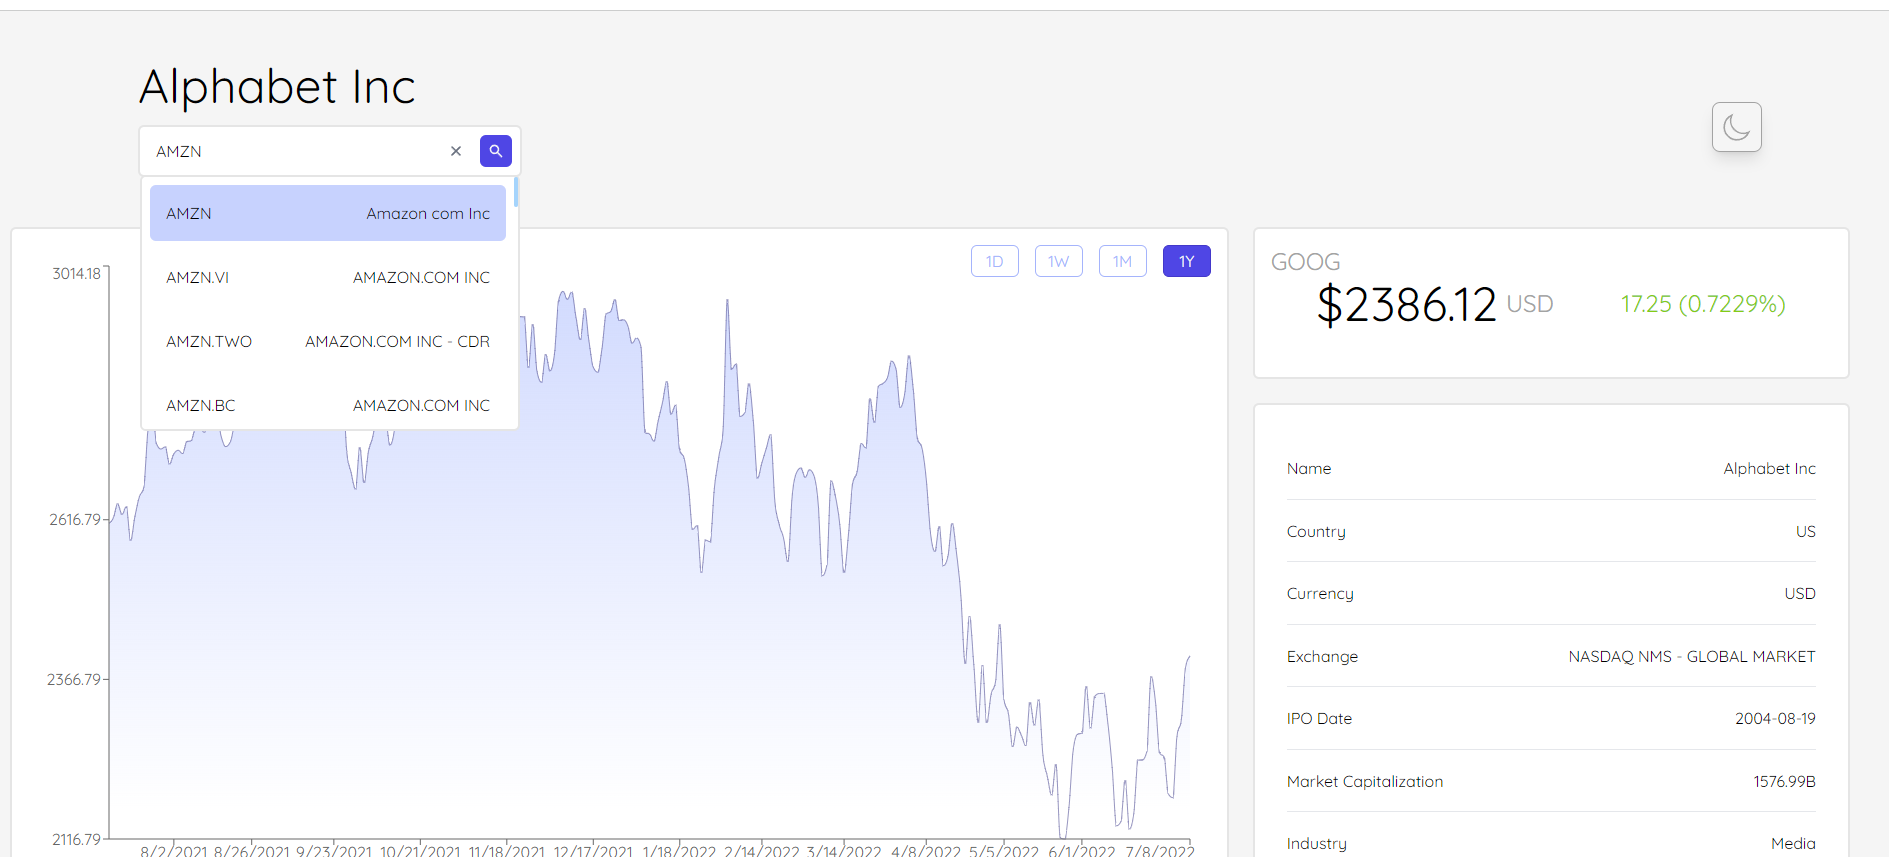 Alphabet Inc
AMZN
AMZN Amazon com Inc
AMZN.VI AMAZON.COM INC
AMZN.TWO AMAZON.COM INC - CDR
AMZN.BC AMAZON.COM INC
1D 1W 1M 1Y
3014.18
2616.79
2366.79
2116.79
8/2/2021 8/26/2021 9/23/2021 10/21/2021 11/18/2021 12/17/2021 1/18/2022 2/14/2022 3/14/2022 4/8/2022 5/5/2022 6/1/2022 7/8/2022
GOOG
$2386.12 USD 17.25 (0.7229%)
Name Alphabet Inc
Country US
Currency USD
Exchange NASDAQ NMS - GLOBAL MARKET
IPO Date 2004-08-19
Market Capitalization 1576.99B
Industry Media